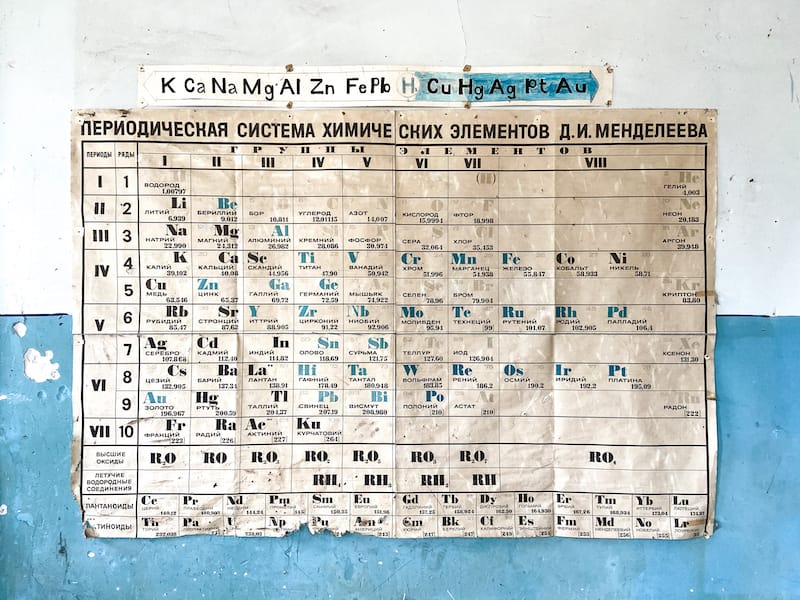 K Ca Na Mg Al Zn Fe Pb H₂ Cu Hg Ag Pt Au
ПЕРИОДИЧЕСКАЯ СИСТЕМА ХИМИЧЕСКИХ ЭЛЕМЕНТОВ Д.И. МЕНДЕЛЕЕВА
ПЕРИОДЫ РЯДЫ ГРУППЫ ЭЛЕМЕНТОВ
I II III IV V VI VII VIII
I 1 (H) He
ВОДОРОД 1,00797 ГЕЛИЙ 4,003
II 2 Li Be B C N O F Ne
ЛИТИЙ 6,939 БЕРИЛЛИЙ 9,012 БОР 10,811 УГЛЕРОД 12,01115 АЗОТ 14,007 КИСЛОРОД 15,9994 ФТОР 18,998 НЕОН 20,183
III 3 Na Mg Al
НАТРИЙ 22,990 МАГНИЙ 24,312 АЛЮМИНИЙ 26,982 КРЕМНИЙ 28,086 ФОСФОР 30,974 СЕРА 32,064 ХЛОР 35,453 АРГОН 39,948
IV 4 K Ca Sc Ti V Cr Mn Fe Co Ni
КАЛИЙ 39,102 КАЛЬЦИЙ 40,08 СКАНДИЙ 44,956 ТИТАН 47,90 ВАНАДИЙ 50,942 ХРОМ 51,996 МАРГАНЕЦ 54,938 ЖЕЛЕЗО 55,847 КОБАЛЬТ 58,933 НИКЕЛЬ 58,71
5 Cu Zn Ga Ge Se Br Kr
МЕДЬ 63,546 ЦИНК 65,37 ГАЛЛИЙ 69,72 ГЕРМАНИЙ 72,59 МЫШЬЯК 74,922 СЕЛЕН 78,96 БРОМ 79,904 КРИПТОН 83,80
V 6 Rb Sr Y Zr Nb Mo Te Ru Rh Pd
РУБИДИЙ 85,47 СТРОНЦИЙ 87,62 ИТТРИЙ 88,905 ЦИРКОНИЙ 91,22 НИОБИЙ 92,906 МОЛИБДЕН 95,94 ТЕХНЕЦИЙ [99] РУТЕНИЙ 101,07 РОДИЙ 102,905 ПАЛЛАДИЙ 106,4
7 Ag Cd In Sn Sb Te I Xe
СЕРЕБРО 107,868 КАДМИЙ 112,40 ИНДИЙ 114,82 ОЛОВО 118,69 СУРЬМА 121,75 ТЕЛЛУР 127,60 ИОД 126,904 КСЕНОН 131,30
VI 8 Cs Ba La Hf Ta W Re Os Ir Pt
ЦЕЗИЙ 132,905 БАРИЙ 137,34 ЛАНТАН 138,91 ГАФНИЙ 178,49 ТАНТАЛ 180,948 ВОЛЬФРАМ 183,85 РЕНИЙ 186,2 ОСМИЙ 190,2 ИРИДИЙ 192,2 ПЛАТИНА 195,09
9 Au Hg Tl Pb Bi Po At
ЗОЛОТО 196,967 РТУТЬ 200,59 ТАЛЛИЙ 204,37 СВИНЕЦ 207,19 ВИСМУТ 208,980 ПОЛОНИЙ [210] АСТАТ [210] РАДОН [222]
VII 10 Fr Ra Ac Ku
ФРАНЦИЙ [223] РАДИЙ [226] АКТИНИЙ [227] КУРЧАТОВИЙ [264]
ВЫСШИЕ ОКСИДЫ R₂O RO R₂O₃ RO₂ R₂O₅ RO₃ R₂O₇ RO₄
ЛЕТУЧИЕ ВОДОРОДНЫЕ СОЕДИНЕНИЯ RH₄ RH₃ RH₂ RH
ЛАНТАНОИДЫ Ce Pr Nd Pm Sm Eu Gd Tb Dy Ho Er Tm Yb Lu
ТИНОИДЫ Th Pa U Np Pu Am Cm Bk Cf Es Fm Md No Lr